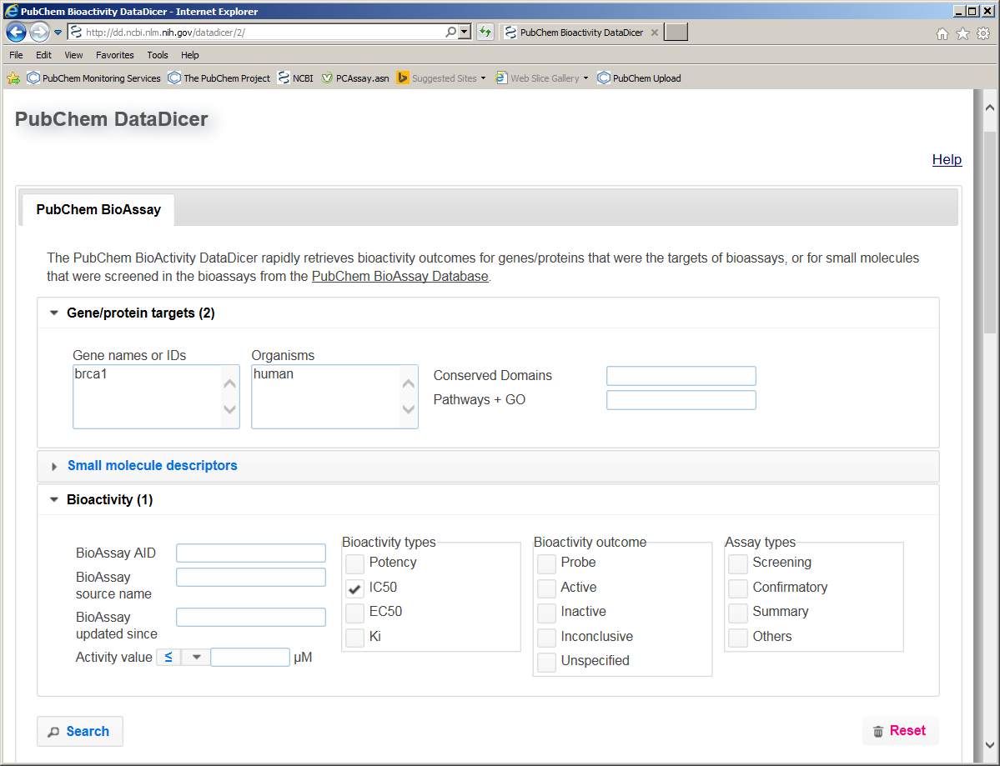 PubChem Bioactivity DataDicer - Internet Explorer
http://dd.ncbi.nlm.nih.gov/datadicer/2/
PubChem Bioactivity DataDicer
File Edit View Favorites Tools Help
PubChem Monitoring Services The PubChem Project NCBI PCAssay.asn Suggested Sites Web Slice Gallery PubChem Upload
PubChem DataDicer
Help
PubChem BioAssay
The PubChem BioActivity DataDicer rapidly retrieves bioactivity outcomes for genes/proteins that were the targets of bioassays, or for small molecules
that were screened in the bioassays from the PubChem BioAssay Database.
Gene/protein targets (2)
Gene names or IDs
brca1
Organisms
human
Conserved Domains
Pathways + GO
Small molecule descriptors
Bioactivity (1)
BioAssay AID
BioAssay
source name
BioAssay
updated since
Activity value ≤ µM
Bioactivity types
Potency
IC50
EC50
Ki
Bioactivity outcome
Probe
Active
Inactive
Inconclusive
Unspecified
Assay types
Screening
Confirmatory
Summary
Others
Search
Reset